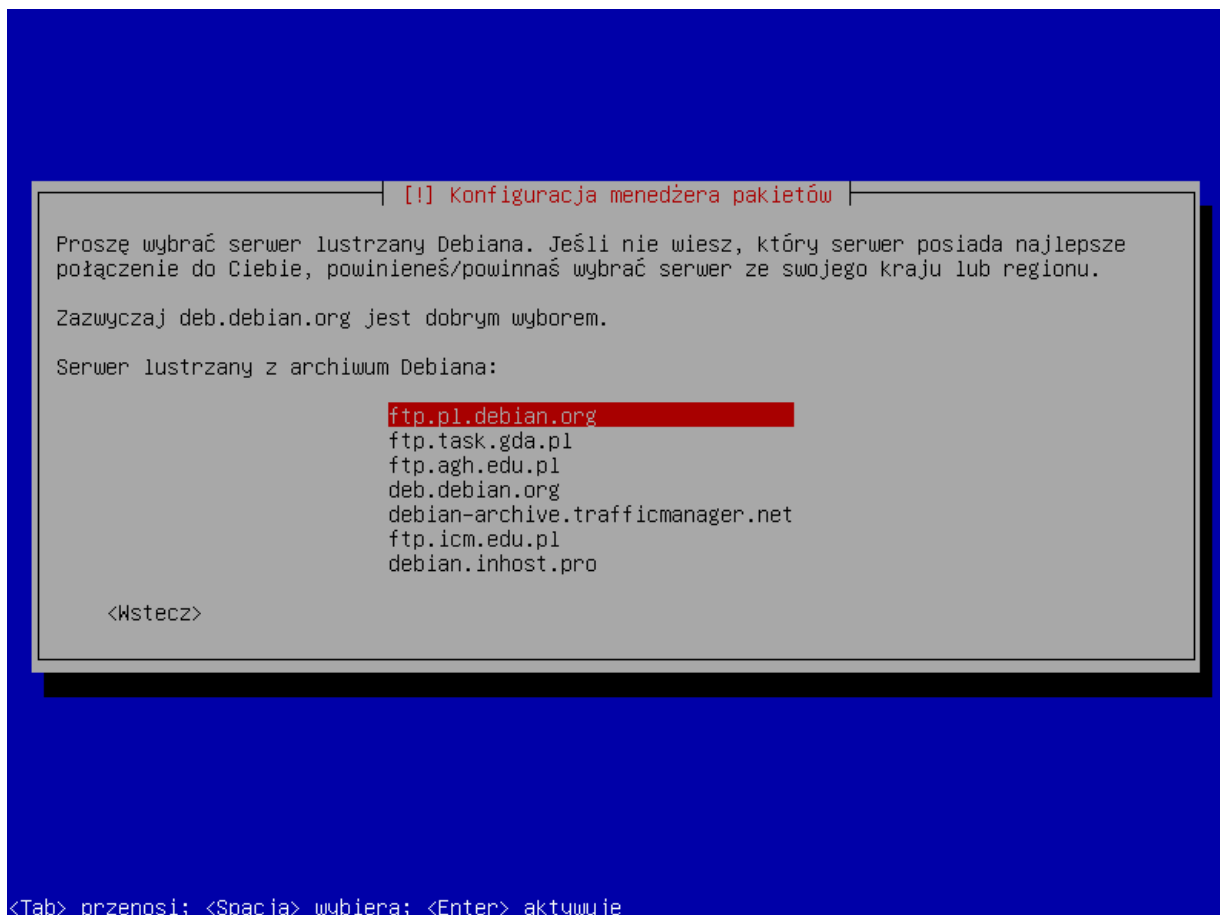 [!] Konfiguracja menedżera pakietów
Proszę wybrać serwer lustrzany Debiana. Jeśli nie wiesz, który serwer posiada najlepsze
połączenie do Ciebie, powinieneś/powinnaś wybrać serwer ze swojego kraju lub regionu.
Zazwyczaj deb.debian.org jest dobrym wyborem.
Serwer lustrzany z archiwum Debiana:
ftp.pl.debian.org
ftp.task.gda.pl
ftp.agh.edu.pl
deb.debian.org
debian-archive.trafficmanager.net
ftp.icm.edu.pl
debian.inhost.pro
<Wstecz>
<Tab> przenosi; <Spacja> wybiera; <Enter> aktywuje